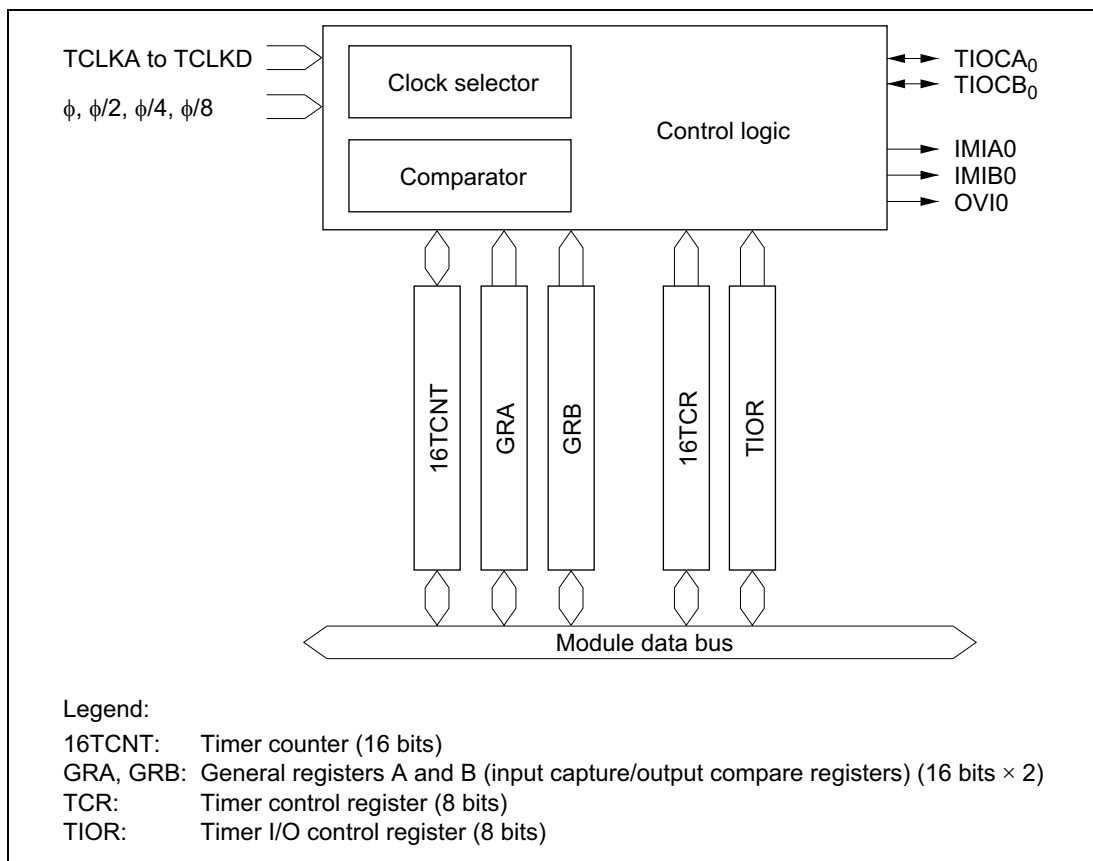 TCLKA to TCLKD
ϕ, ϕ/2, ϕ/4, ϕ/8
Clock selector
Comparator
Control logic
TIOCA0
TIOCB0
IMIA0
IMIB0
OVI0
16TCNT
GRA
GRB
16TCR
TIOR
Module data bus
Legend:
16TCNT: Timer counter (16 bits)
GRA, GRB: General registers A and B (input capture/output compare registers) (16 bits × 2)
TCR: Timer control register (8 bits)
TIOR: Timer I/O control register (8 bits)